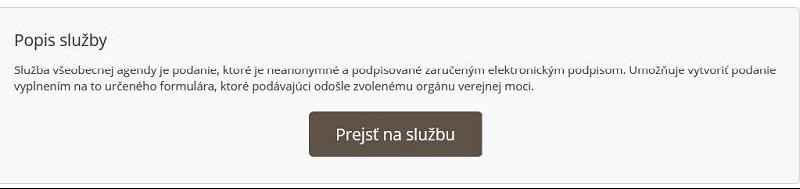 Popis služby
Služba všeobecnej agendy je podanie, ktoré je neanonymné a podpisované zaručeným elektronickým podpisom. Umožňuje vytvoriť podanie
vyplnením na to určeného formulára, ktoré podávajúci odošle zvolenému orgánu verejnej moci.
Prejsť na službu